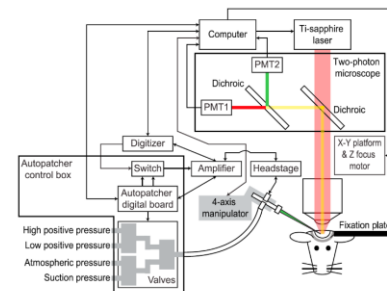 Computer
Ti-sapphire
laser
Two-photon
microscope
PMT2
Dichroic
PMT1
Dichroic
X-Y platform
& Z focus
motor
Digitizer
Autopatcher
control box
Switch
Amplifier
Headstage
Autopatcher
digital board
4-axis
manipulator
Fixation plate
High positive pressure
Low positive pressure
Atmospheric pressure
Suction pressure
Valves